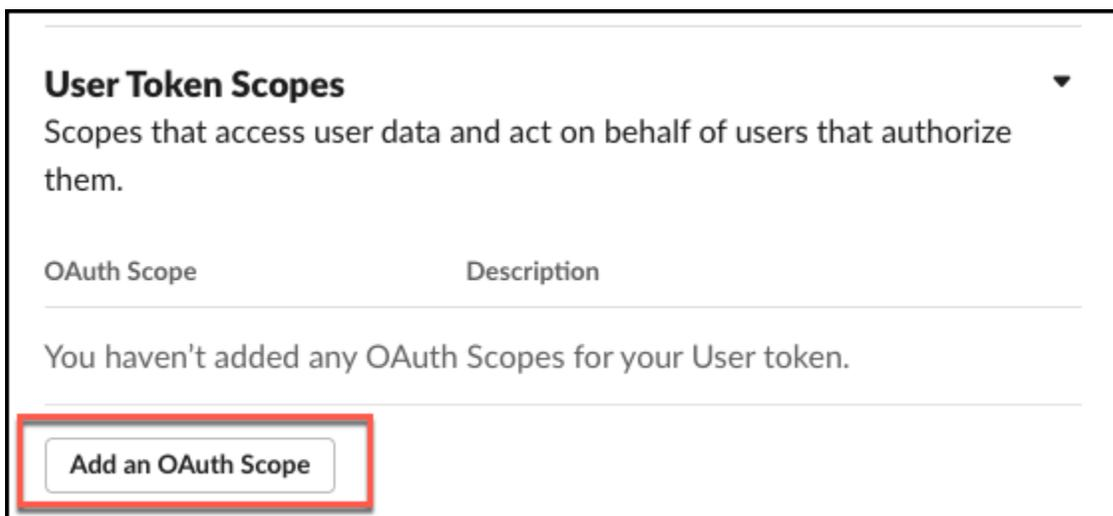 User Token Scopes
Scopes that access user data and act on behalf of users that authorize
them.
OAuth Scope Description
You haven't added any OAuth Scopes for your User token.
Add an OAuth Scope